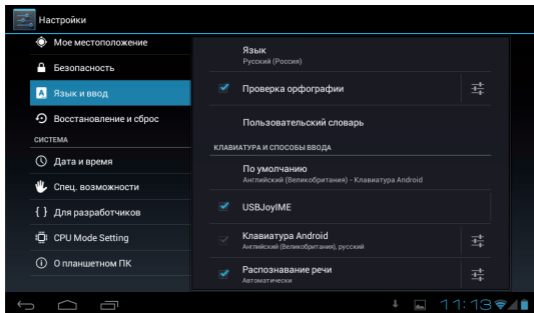 Настройки
Мое местоположение
Безопасность
Язык и ввод
Восстановление и сброс
СИСТЕМА
Дата и время
Спец. возможности
Для разработчиков
CPU Mode Setting
О планшетном ПК
Язык
Русский (Россия)
Проверка орфографии
Пользовательский словарь
КЛАВИАТУРА И СПОСОБЫ ВВОДА
По умолчанию
Английский (Великобритания) - Клавиатура Android
USBJoyIME
Клавиатура Android
Английский (Великобритания), русский
Распознавание речи
Автоматически
11:13